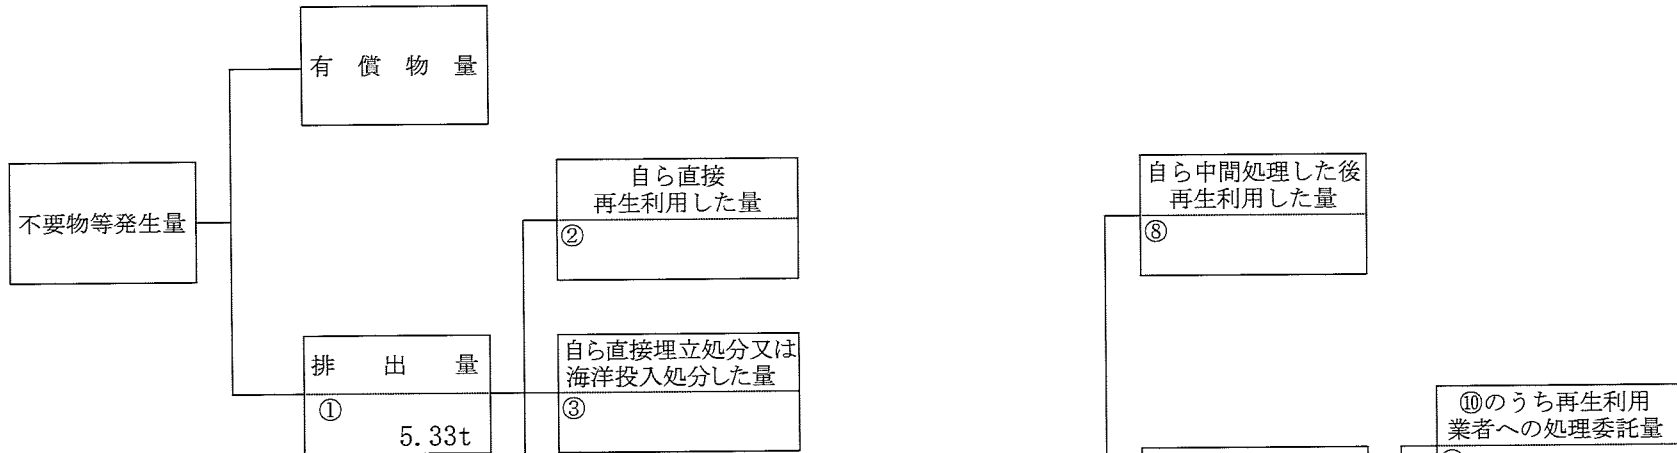 有償物量
不要物等発生量
自ら直接
再生利用した量
②
自ら中間処理した後
再生利用した量
⑧
排出量
①
5.33t
自ら直接埋立処分又は
海洋投入処分した量
③
⑩のうち再生利用
業者への処理委託量